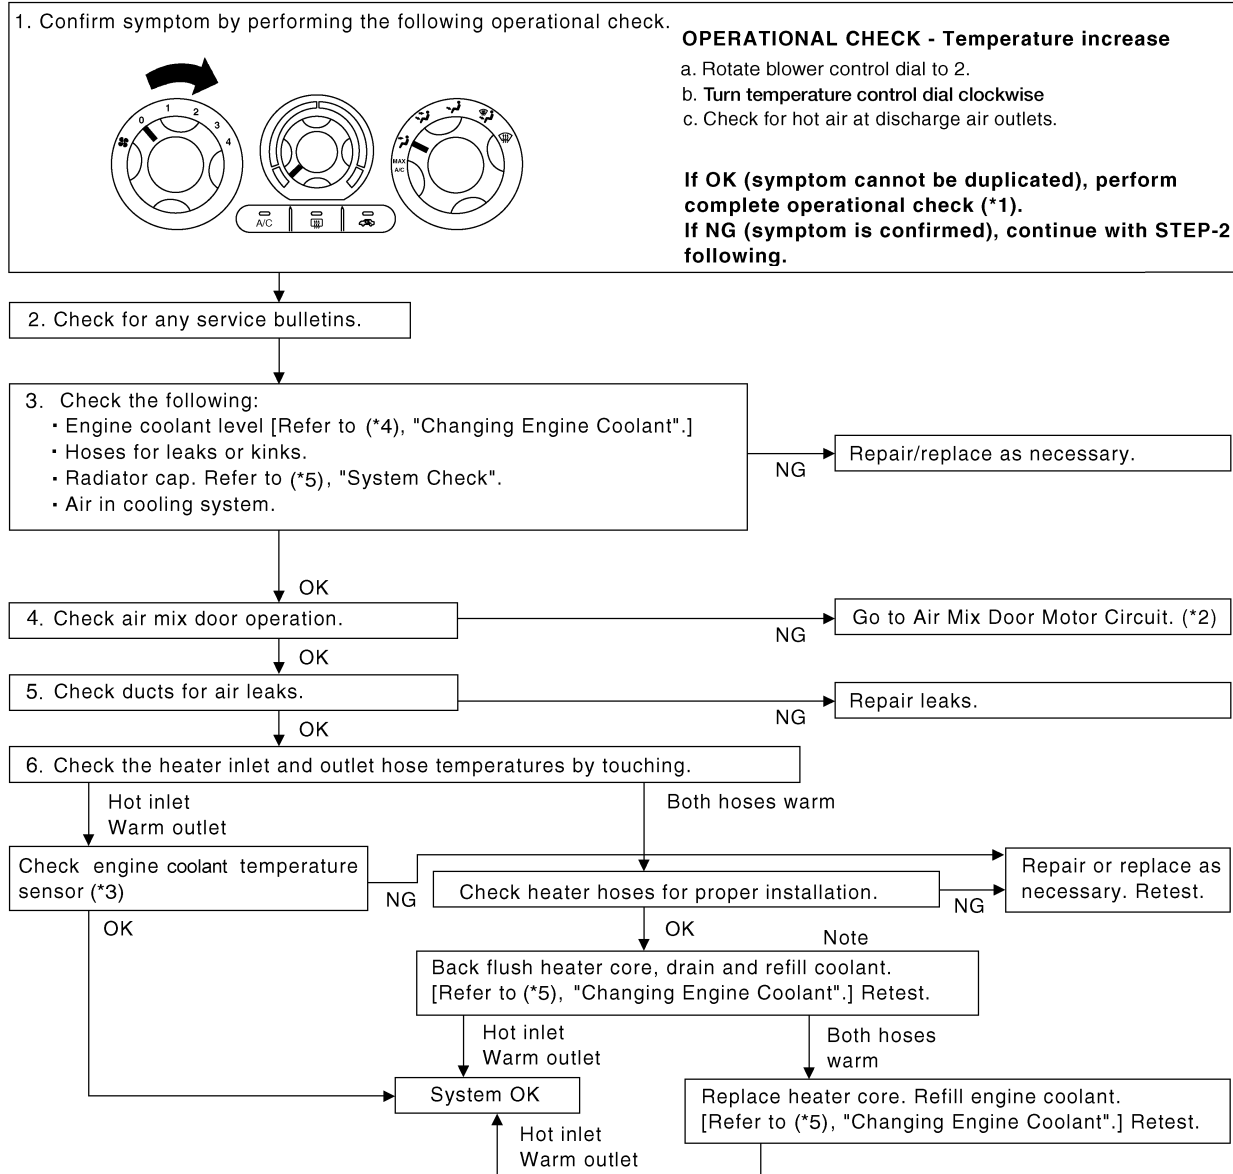 1. Confirm symptom by performing the following operational check.
OPERATIONAL CHECK - Temperature increase
a. Rotate blower control dial to 2.
b. Turn temperature control dial clockwise
c. Check for hot air at discharge air outlets.
0
1
2
3
4
MAX
A/C
A/C
If OK (symptom cannot be duplicated), perform
complete operational check (*1).
If NG (symptom is confirmed), continue with STEP-2
following.
2. Check for any service bulletins.
3. Check the following:
· Engine coolant level [Refer to (*4), "Changing Engine Coolant".]
· Hoses for leaks or kinks.
· Radiator cap. Refer to (*5), "System Check".
· Air in cooling system.
NG
Repair/replace as necessary.
OK
4. Check air mix door operation.
NG
Go to Air Mix Door Motor Circuit. (*2)
OK
5. Check ducts for air leaks.
NG
Repair leaks.
OK
6. Check the heater inlet and outlet hose temperatures by touching.
Hot inlet
Warm outlet
Both hoses warm
Check engine coolant temperature
sensor (*3)
NG
Check heater hoses for proper installation.
NG
Repair or replace as
necessary. Retest.
OK
OK
Note
Back flush heater core, drain and refill coolant.
[Refer to (*5), "Changing Engine Coolant".] Retest.
Hot inlet
Warm outlet
Both hoses
warm
System OK
Replace heater core. Refill engine coolant.
[Refer to (*5), "Changing Engine Coolant".] Retest.
Hot inlet
Warm outlet